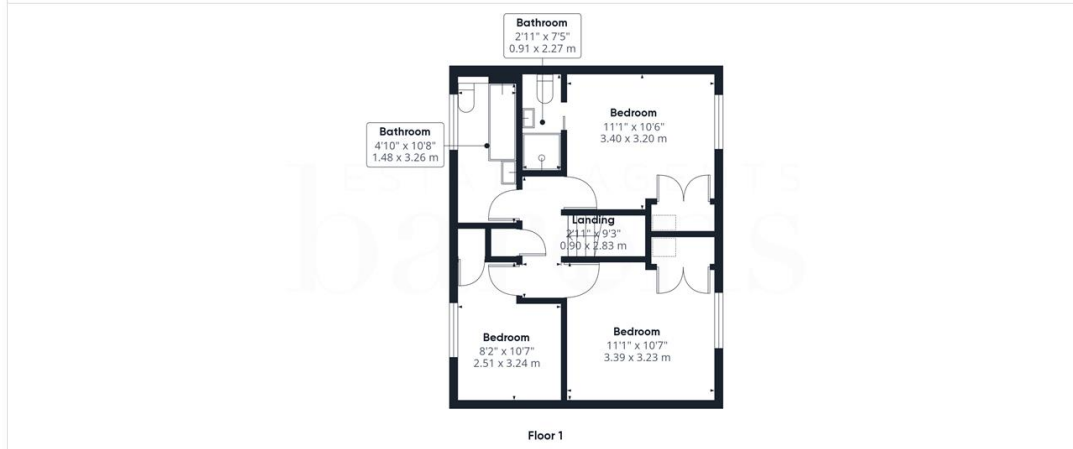 Bathroom
2'11" x 7'5"
0.91 x 2.27 m
Bedroom
11'1" x 10'6"
3.40 x 3.20 m
Bathroom
4'10" x 10'8"
1.48 x 3.26 m
ESTATE AGENTS
Landing
2'11" x 9'3"
0.90 x 2.83 m
Bedroom
8'2" x 10'7"
2.51 x 3.24 m
Bedroom
11'1" x 10'7"
3.39 x 3.23 m
Floor 1